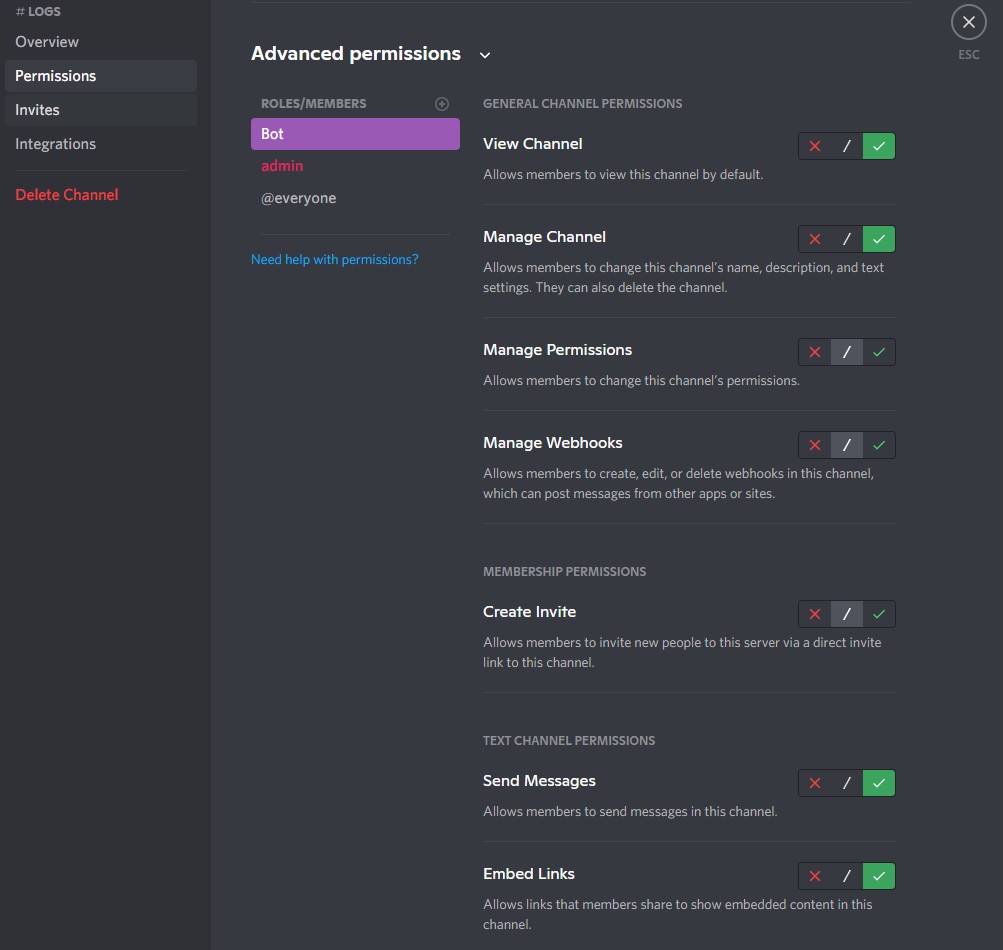 # LOGS
Overview
Permissions
Invites
Integrations
Delete Channel
ESC
Advanced permissions
ROLES/MEMBERS
Bot
admin
@everyone
Need help with permissions?
GENERAL CHANNEL PERMISSIONS
View Channel
Allows members to view this channel by default.
Manage Channel
Allows members to change this channel's name, description, and text
settings. They can also delete the channel.
Manage Permissions
Allows members to change this channel's permissions.
Manage Webhooks
Allows members to create, edit, or delete webhooks in this channel,
which can post messages from other apps or sites.
MEMBERSHIP PERMISSIONS
Create Invite
Allows members to invite new people to this server via a direct invite
link to this channel.
TEXT CHANNEL PERMISSIONS
Send Messages
Allows members to send messages in this channel.
Embed Links
Allows links that members share to show embedded content in this
channel.